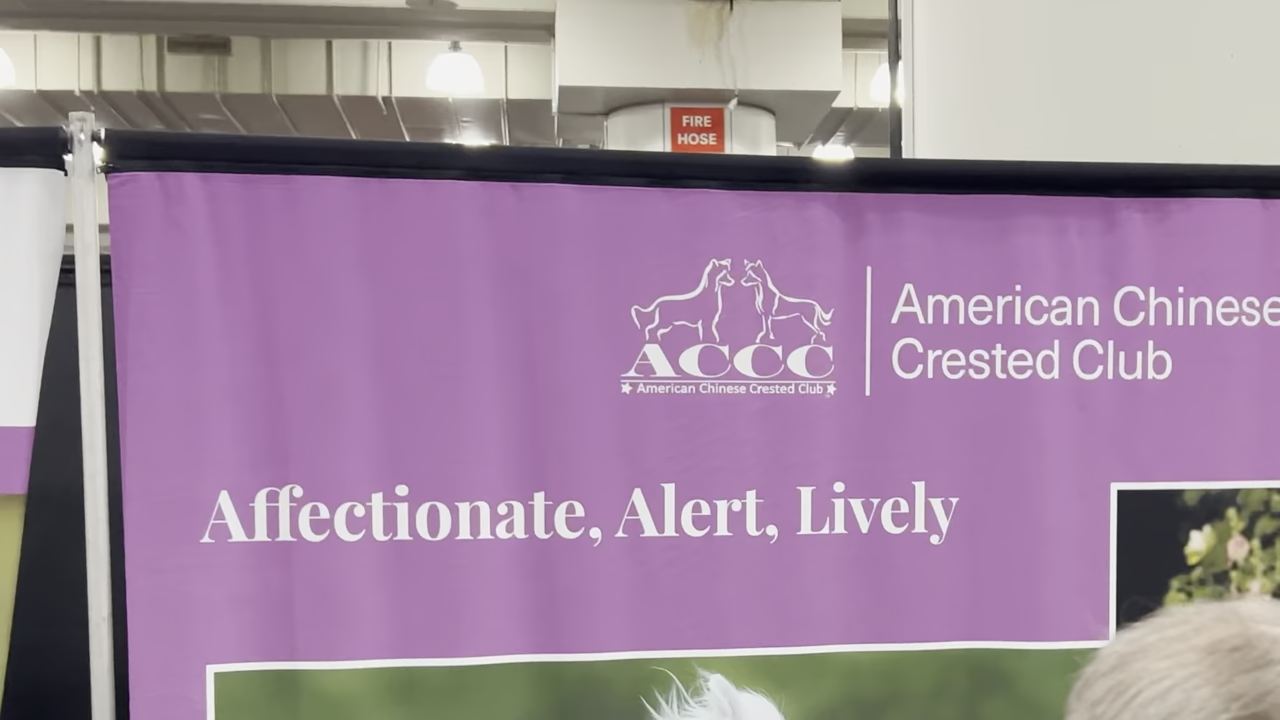 FIRE
HOSE
American Chinese
Crested Club
ACCC
American Chinese Crested Club
Affectionate, Alert, Lively